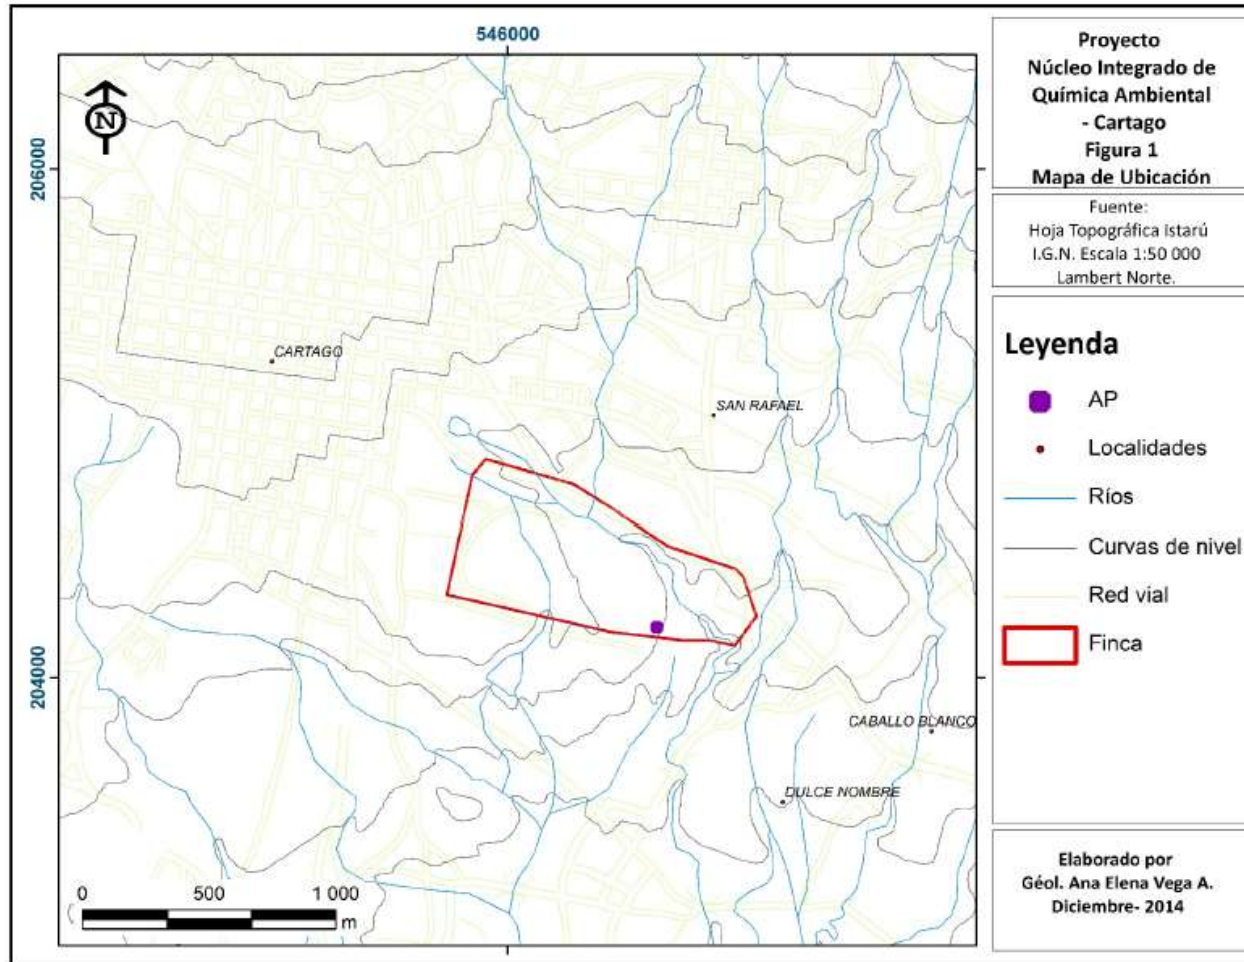 546000
206000
204000
N
CARTAGO
SAN RAFAEL
CABALLO BLANCO
DULCE NOMBRE
0 500 1 000
m
Proyecto
Núcleo Integrado de
Química Ambiental
- Cartago
Figura 1
Mapa de Ubicación
Fuente:
Hoja Topográfica Istarú
I.G.N. Escala 1:50 000
Lambert Norte.
Leyenda
AP
Localidades
Ríos
Curvas de nivel
Red vial
Finca
Elaborado por
Géol. Ana Elena Vega A.
Diciembre- 2014